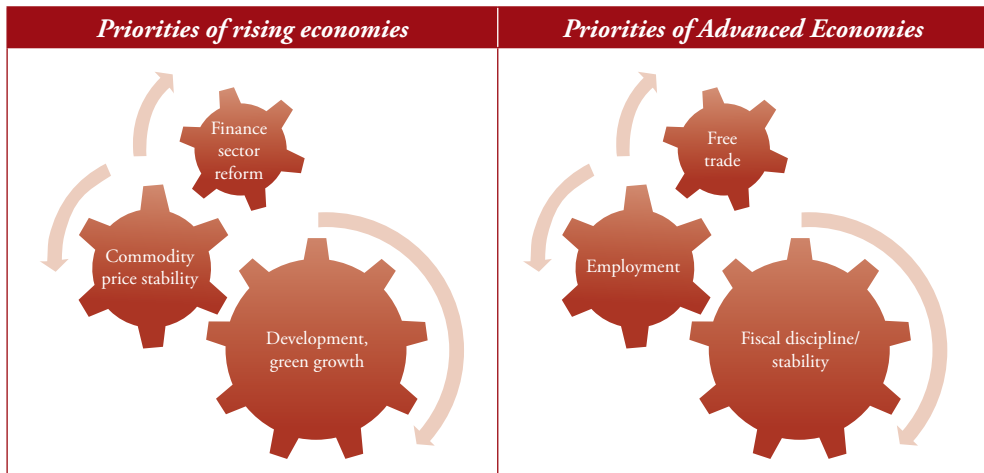 Priorities of rising economies
Priorities of Advanced Economies
Finance
sector
reform
Commodity
price stability
Development,
green growth
Free
trade
Employment
Fiscal discipline/
stability